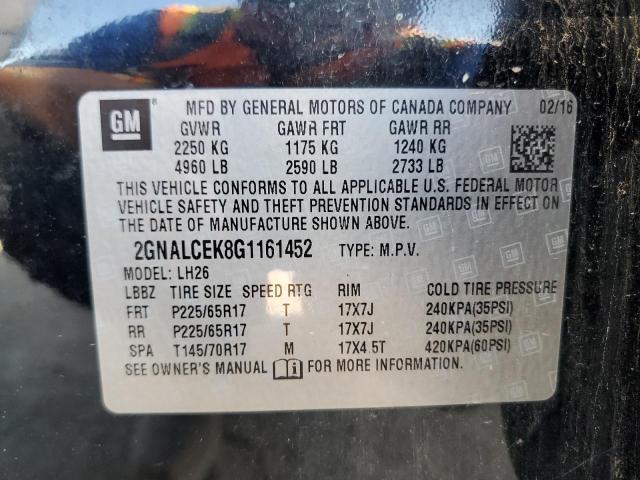 GM
MFD BY GENERAL MOTORS OF CANADA COMPANY 02/16
GVWR GAWR FRT GAWR RR
2250 KG 1175 KG 1240 KG
4960 LB 2590 LB 2733 LB
THIS VEHICLE CONFORMS TO ALL APPLICABLE U.S. FEDERAL MOTOR
VEHICLE SAFETY AND THEFT PREVENTION STANDARDS IN EFFECT ON
THE DATE OF MANUFACTURE SHOWN ABOVE.
2GNALCEK8G1161452 TYPE: M.P.V.
MODEL: LH26
LBBZ TIRE SIZE SPEED RTG RIM COLD TIRE PRESSURE
FRT P225/65R17 T 17X7J 240KPA(35PSI)
RR P225/65R17 T 17X7J 240KPA(35PSI)
SPA T145/70R17 M 17X4.5T 420KPA(60PSI)
SEE OWNER'S MANUAL FOR MORE INFORMATION.